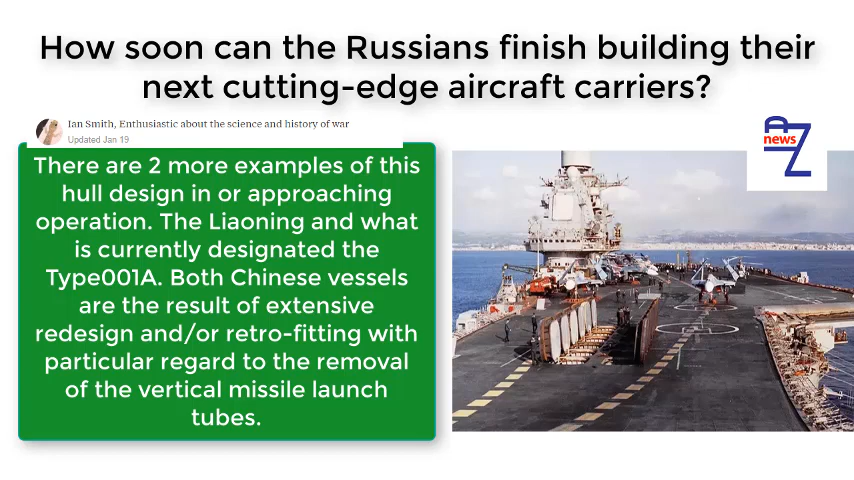 How soon can the Russians finish building their
next cutting-edge aircraft carriers?
Ian Smith, Enthusiastic about the science and history of war
Updated Jan 19
There are 2 more examples of this
hull design in or approaching
operation. The Liaoning and what
is currently designated the
Type001A. Both Chinese vessels
are the result of extensive
redesign and/or retro-fitting with
particular regard to the removal
of the vertical missile launch
tubes.
news
Z